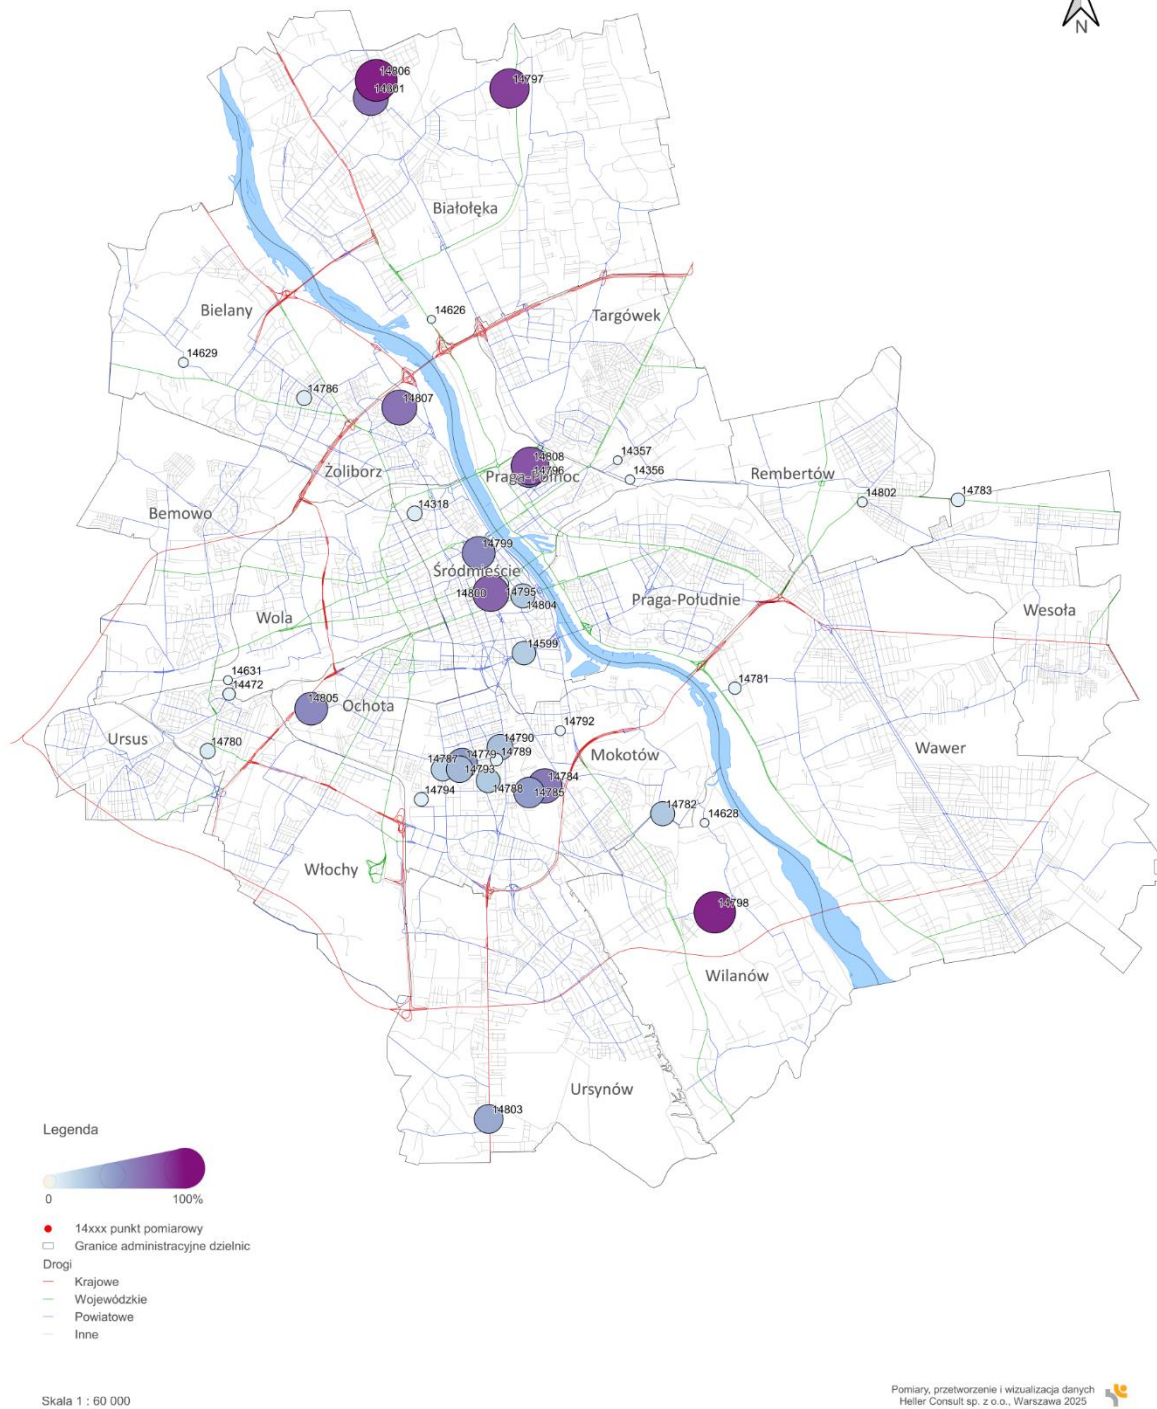 N
14806
14801
14797
Białołęka
14626
Bielany
Targówek
14629
14786
14807
14357
14808
14796
14356
Praga-Północ
Rembertów
Żoliborz
14802
14783
14318
Bemowo
14799
Śródmieście
14800
14795
14804
Praga-Południe
Wesoła
Wola
14599
14631
14472
14781
14805
Ochota
14792
Ursus
14780
14790
14789
Mokotów
Wawer
14787
14779
14793
14784
14788
14785
14794
14782
14628
Włochy
14798
Wilanów
Ursynów
14803
Legenda
0
100%
14xxx punkt pomiarowy
Granice administracyjne dzielnic
Drogi
Krajowe
Wojewódzkie
Powiatowe
Inne
Skala 1 : 60 000
Pomiary, przetworzenie i wizualizacja danych
Heller Consult sp. z o.o., Warszawa 2025